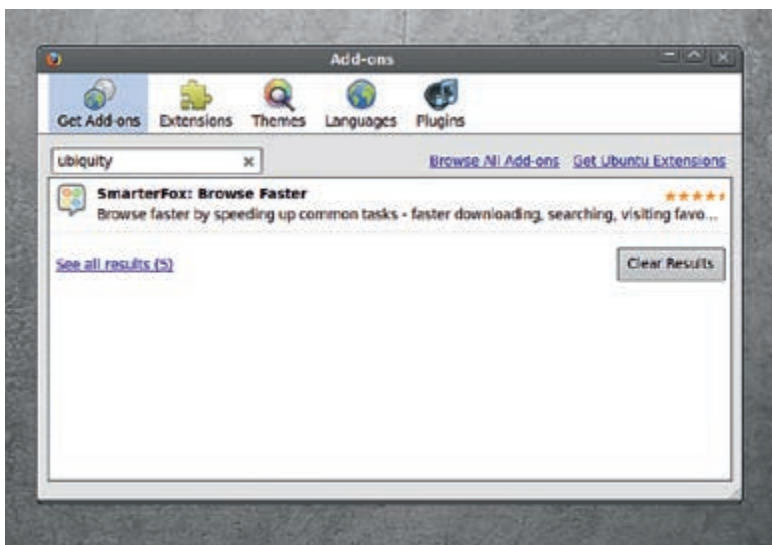 Add-ons
Get Add-ons Extensions Themes Languages Plugins
ubiquity
Browse All Add-ons Get Ubuntu Extensions
SmarterFox: Browse Faster
Browse faster by speeding up common tasks - faster downloading, searching, visiting favo...
See all results (5)
Clear Results